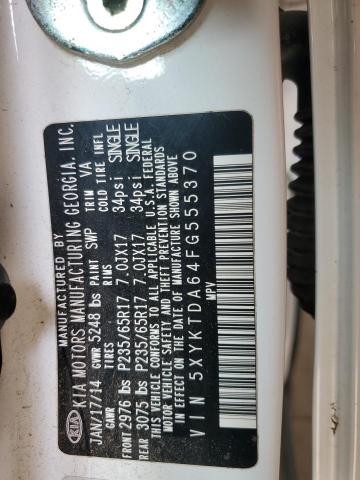 MANUFACTURED BY
KIA KIA MOTORS MANUFACTURING GEORGIA, INC.
JAN/17/14 GVWR 5248 lbs PAINT SWP TRIM VA
GAWR RIMS COLD TIRE INFL
FRONT 2976 lbs P235/65R17 7.0JX17 34psi SINGLE
REAR 3075 lbs P235/65R17 7.0JX17 34psi SINGLE
THIS VEHICLE CONFORMS TO ALL APPLICABLE U.S.A. FEDERAL
MOTOR VEHICLE SAFETY AND THEFT PREVENTION STANDARDS
IN EFFECT ON THE DATE OF MANUFACTURE SHOWN ABOVE
VIN 5XYKTDA64FG555370
MPV